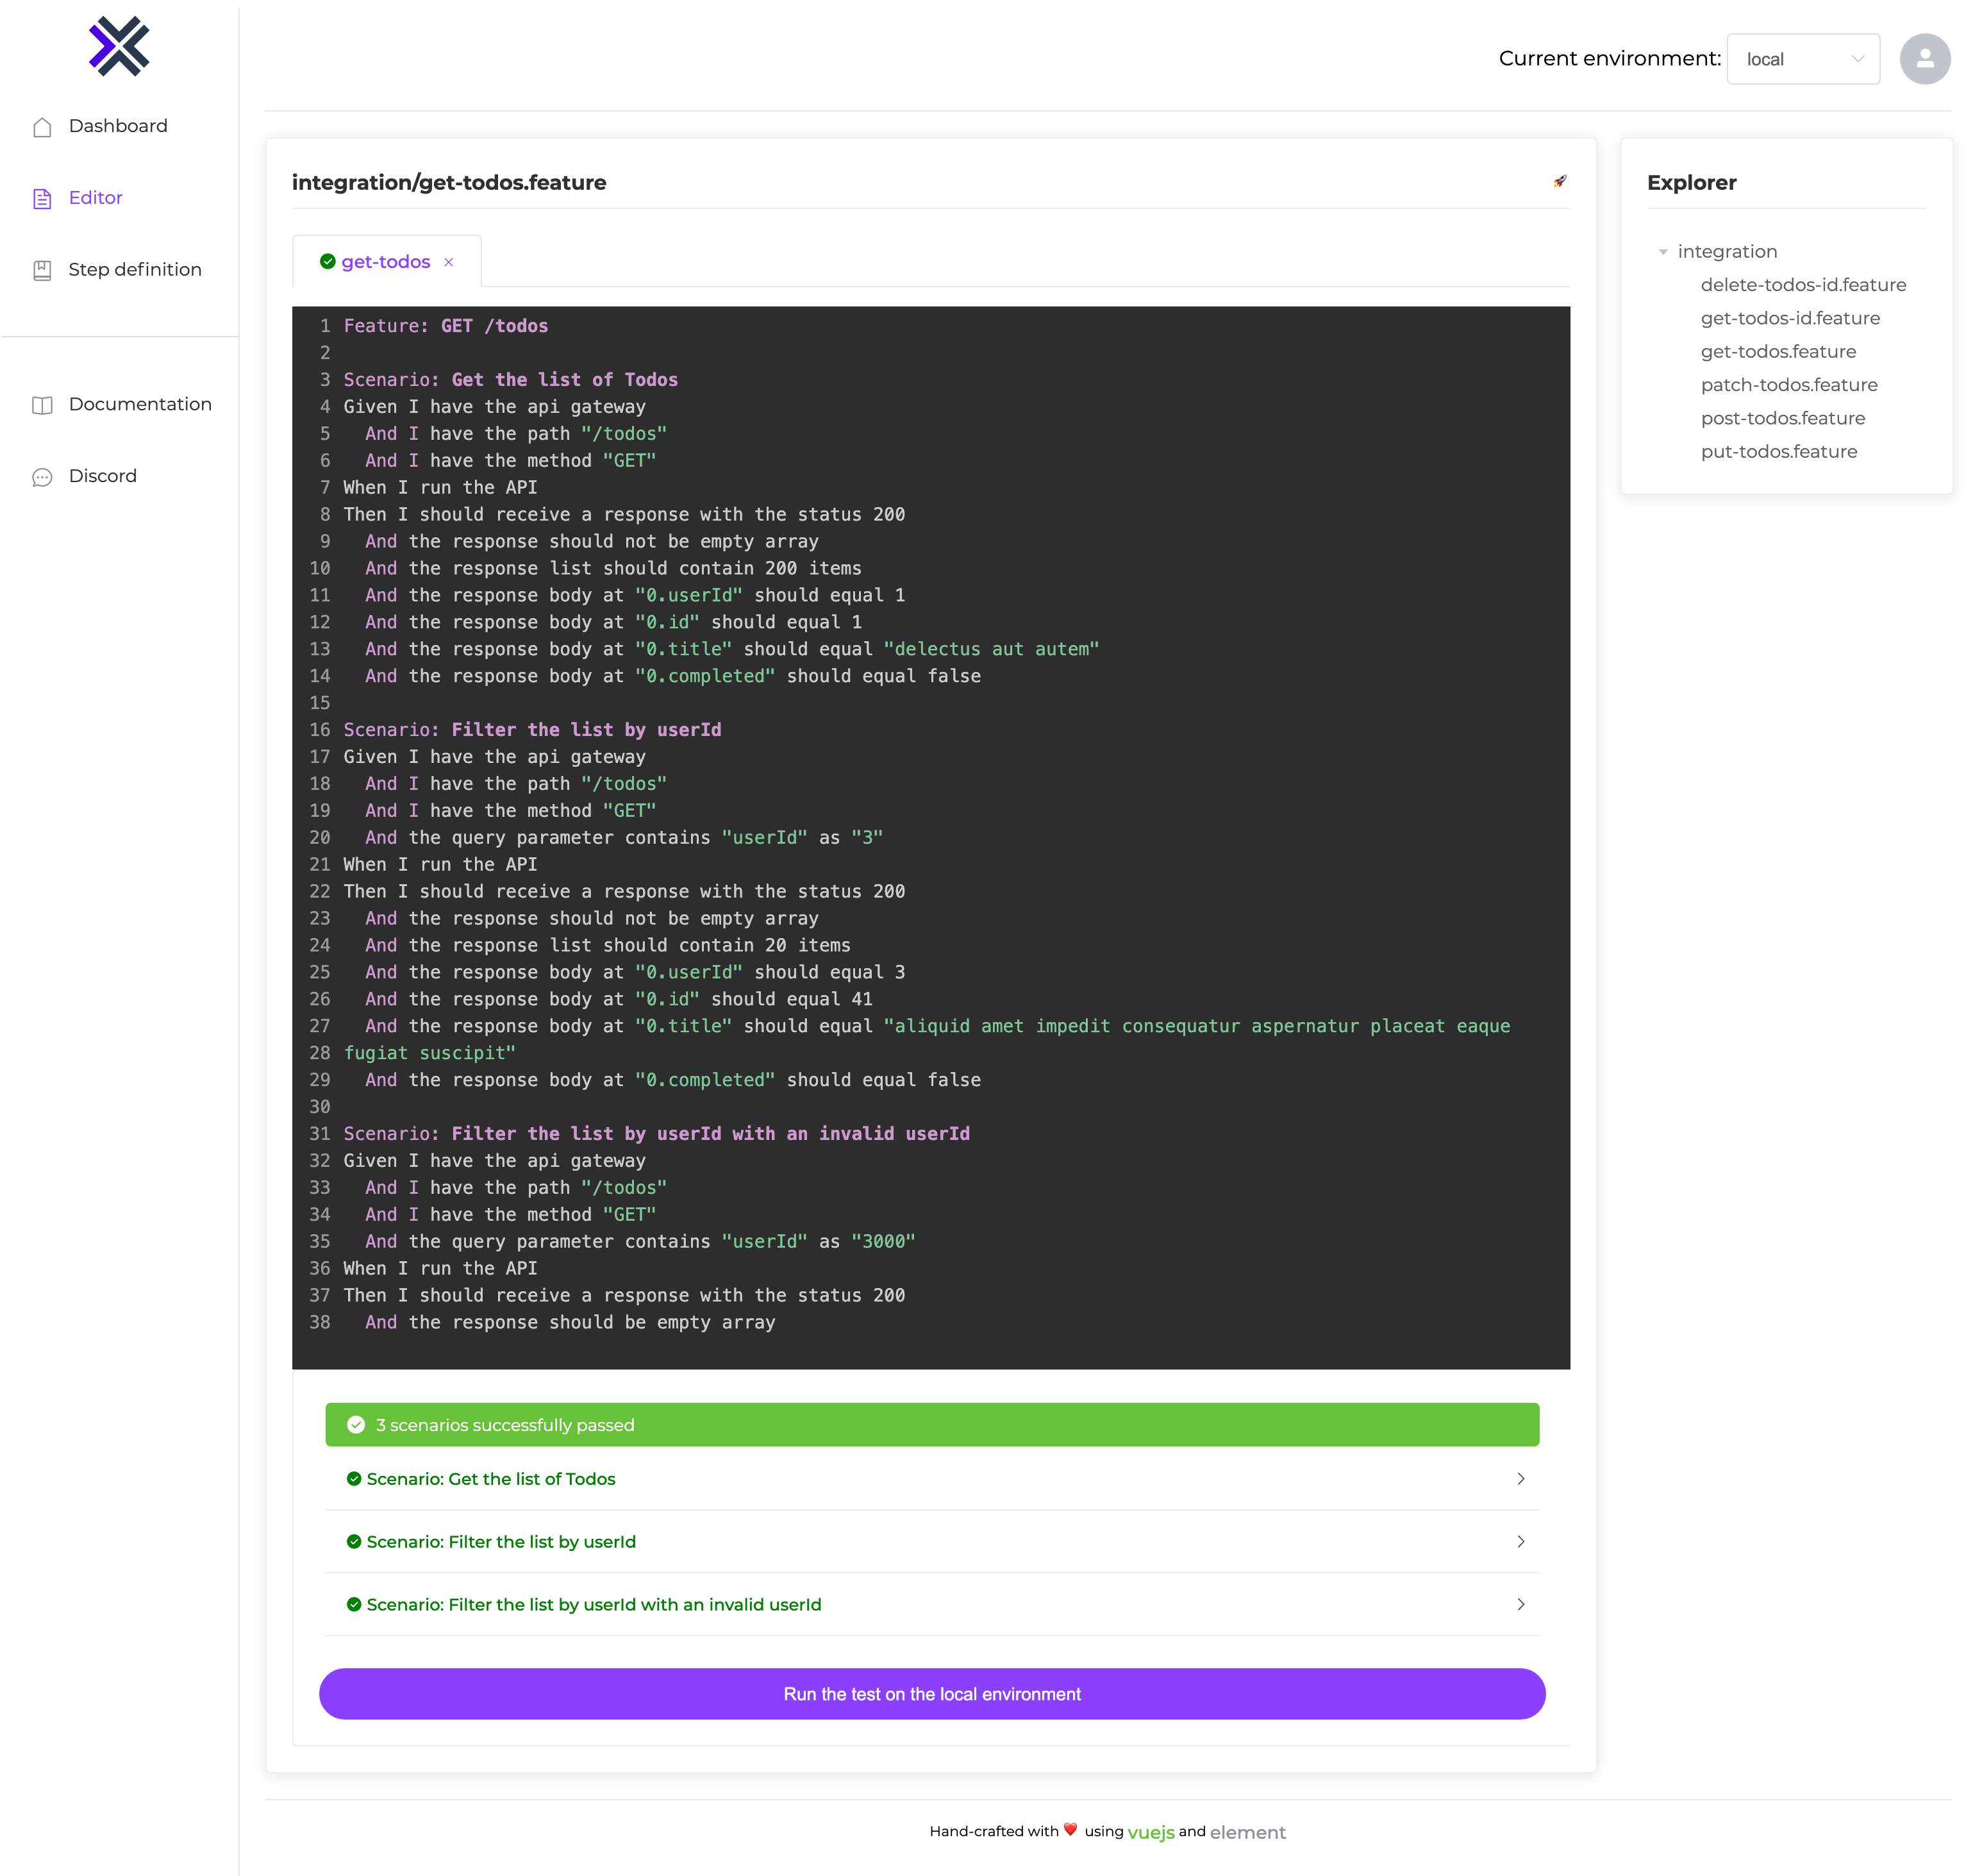 Dashboard
Editor
Step definition
Documentation
Discord
Current environment: local
integration/get-todos.feature
get-todos
1 Feature: GET /todos
2
3 Scenario: Get the list of Todos
4 Given I have the api gateway
5 And I have the path "/todos"
6 And I have the method "GET"
7 When I run the API
8 Then I should receive a response with the status 200
9 And the response should not be empty array
10 And the response list should contain 200 items
11 And the response body at "0.userId" should equal 1
12 And the response body at "0.id" should equal 1
13 And the response body at "0.title" should equal "delectus aut autem"
14 And the response body at "0.completed" should equal false
15
16 Scenario: Filter the list by userId
17 Given I have the api gateway
18 And I have the path "/todos"
19 And I have the method "GET"
20 And the query parameter contains "userId" as "3"
21 When I run the API
22 Then I should receive a response with the status 200
23 And the response should not be empty array
24 And the response list should contain 20 items
25 And the response body at "0.userId" should equal 3
26 And the response body at "0.id" should equal 41
27 And the response body at "0.title" should equal "aliquid amet impedit consequatur aspernatur placeat eaque
28 fugiat suscipit"
29 And the response body at "0.completed" should equal false
30
31 Scenario: Filter the list by userId with an invalid userId
32 Given I have the api gateway
33 And I have the path "/todos"
34 And I have the method "GET"
35 And the query parameter contains "userId" as "3000"
36 When I run the API
37 Then I should receive a response with the status 200
38 And the response should be empty array
3 scenarios successfully passed
Scenario: Get the list of Todos
Scenario: Filter the list by userId
Scenario: Filter the list by userId with an invalid userId
Run the test on the local environment
Explorer
integration
delete-todos-id.feature
get-todos-id.feature
get-todos.feature
patch-todos.feature
post-todos.feature
put-todos.feature
Hand-crafted with ❤️ using vuejs and element